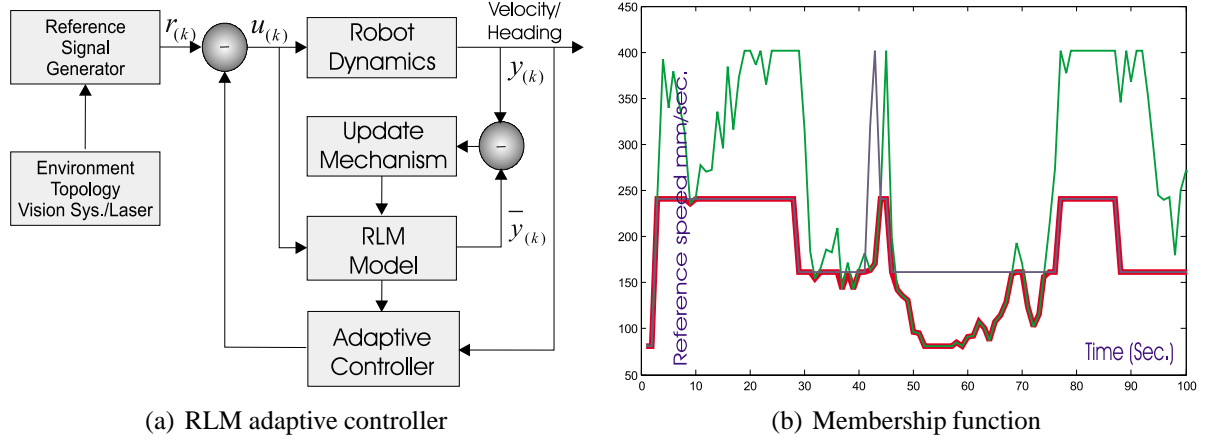 Reference
Signal
Generator
r(k)
−
u(k)
Robot
Dynamics
Velocity/
Heading
y(k)
Update
Mechanism
−
Environment
Topology
Vision Sys./Laser
RLM
Model
y̅(k)
Adaptive
Controller
(a) RLM adaptive controller
450
400
350
300
250
200
150
100
50
Reference speed mm/sec.
Time (Sec.)
0
10
20
30
40
50
60
70
80
90
100
(b) Membership function